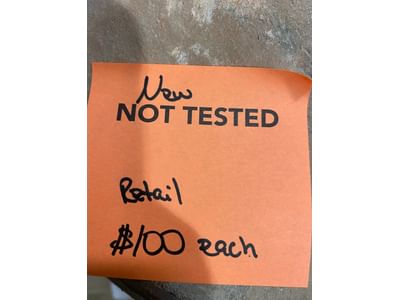 New
NOT TESTED
Retail
$100 each